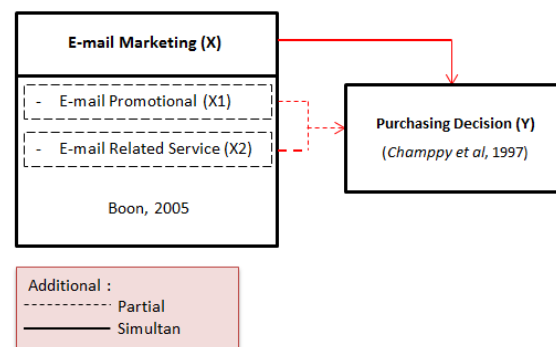 E-mail Marketing (X)
- E-mail Promotional (X1)
- E-mail Related Service (X2)
Boon, 2005
Purchasing Decision (Y)
(Champpy et al, 1997)
Additional :
Partial
Simultan